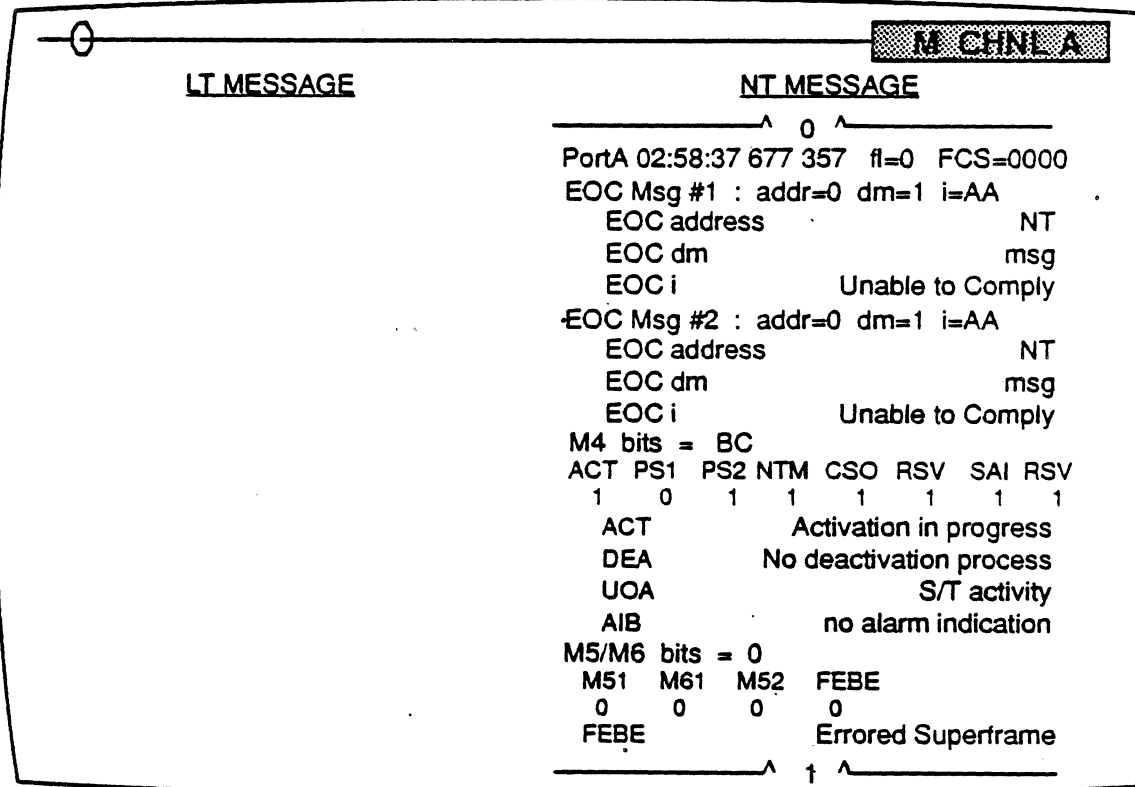 M CHNL A
LT MESSAGE NT MESSAGE
^ 0 ^
PortA 02:58:37 677 357 fl=0 FCS=0000
EOC Msg #1 : addr=0 dm=1 i=AA
EOC address NT
EOC dm msg
EOC i Unable to Comply
EOC Msg #2 : addr=0 dm=1 i=AA
EOC address NT
EOC dm msg
EOC i Unable to Comply
M4 bits = BC
ACT PS1 PS2 NTM CSO RSV SAI RSV
1 0 1 1 1 1 1 1
ACT Activation in progress
DEA No deactivation process
UOA S/T activity
AIB no alarm indication
M5/M6 bits = 0
M51 M61 M52 FEBE
0 0 0 0
FEBE Errored Superframe
^ 1 ^